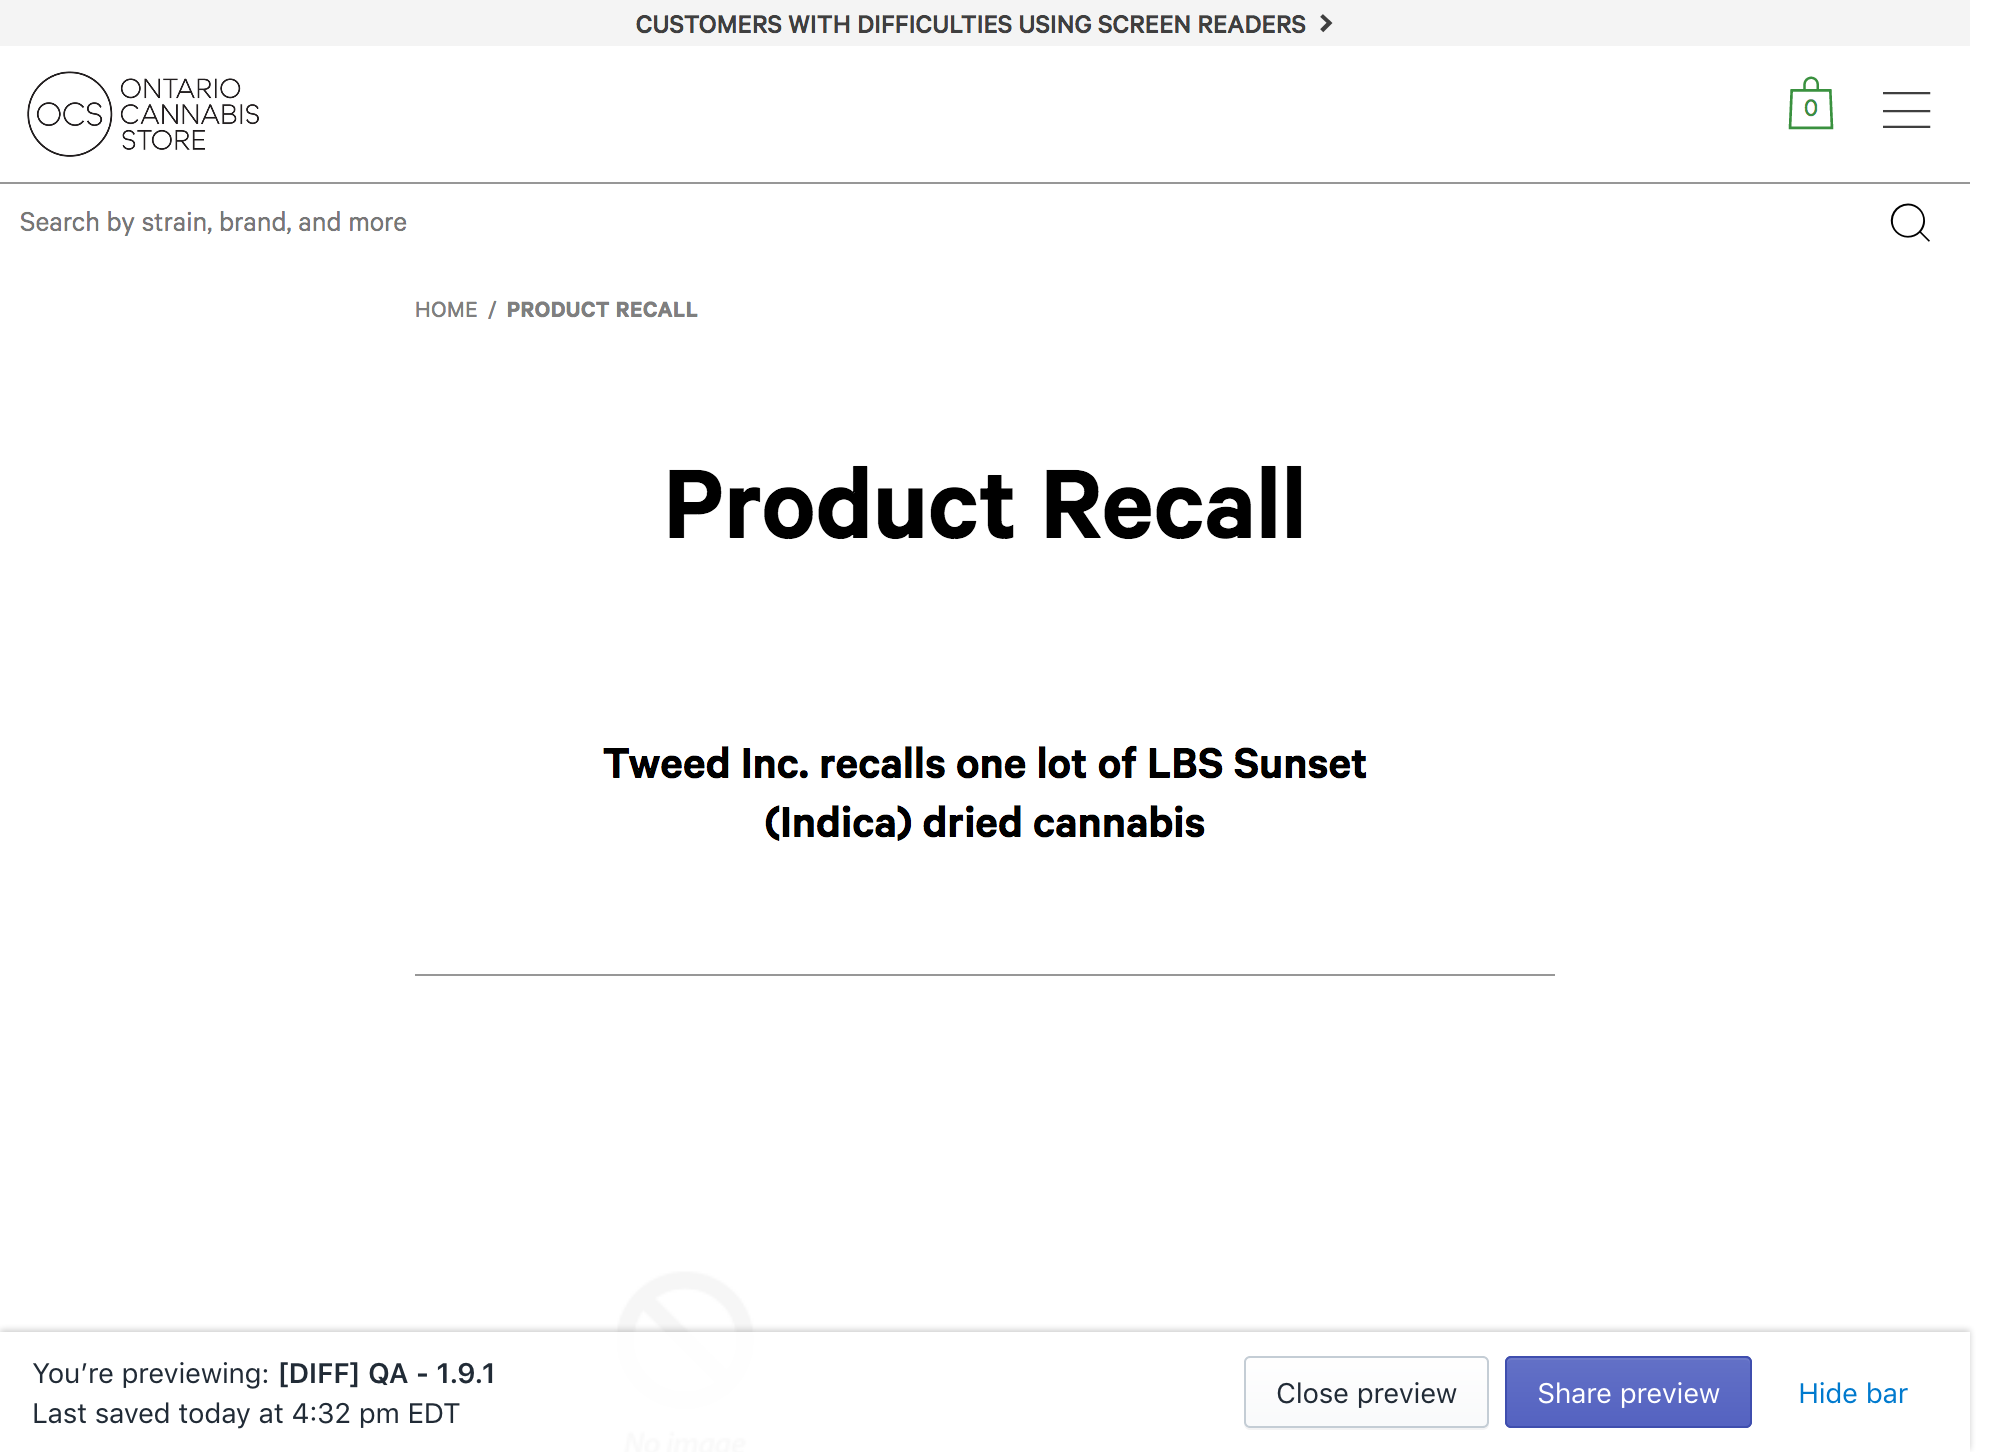 CUSTOMERS WITH DIFFICULTIES USING SCREEN READERS
OCS
ONTARIO
CANNABIS
STORE
0
Search by strain, brand, and more
HOME / PRODUCT RECALL
Product Recall
Tweed Inc. recalls one lot of LBS Sunset
(Indica) dried cannabis
You're previewing: [DIFF] QA - 1.9.1
Last saved today at 4:32 pm EDT
Close preview
Share preview
Hide bar
No image